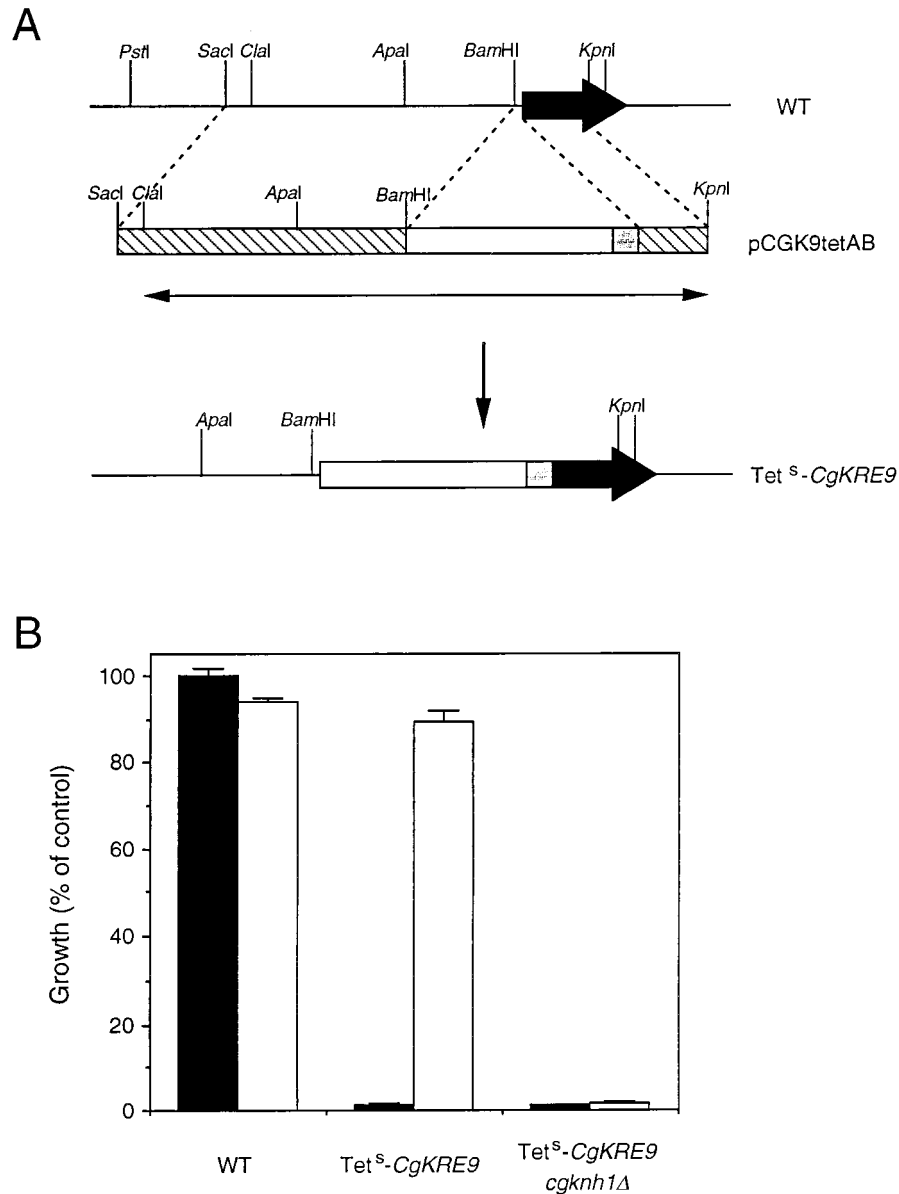 A
PstI SacI ClaI ApaI BamHI KpnI
WT
SacI ClaI ApaI BamHI KpnI
pCGK9tetAB
ApaI BamHI KpnI
Tet S-CgKRE9
B
100
80
60
40
20
0
Growth (% of control)
WT Tet S-CgKRE9 Tet S-CgKRE9
cgknh1Δ